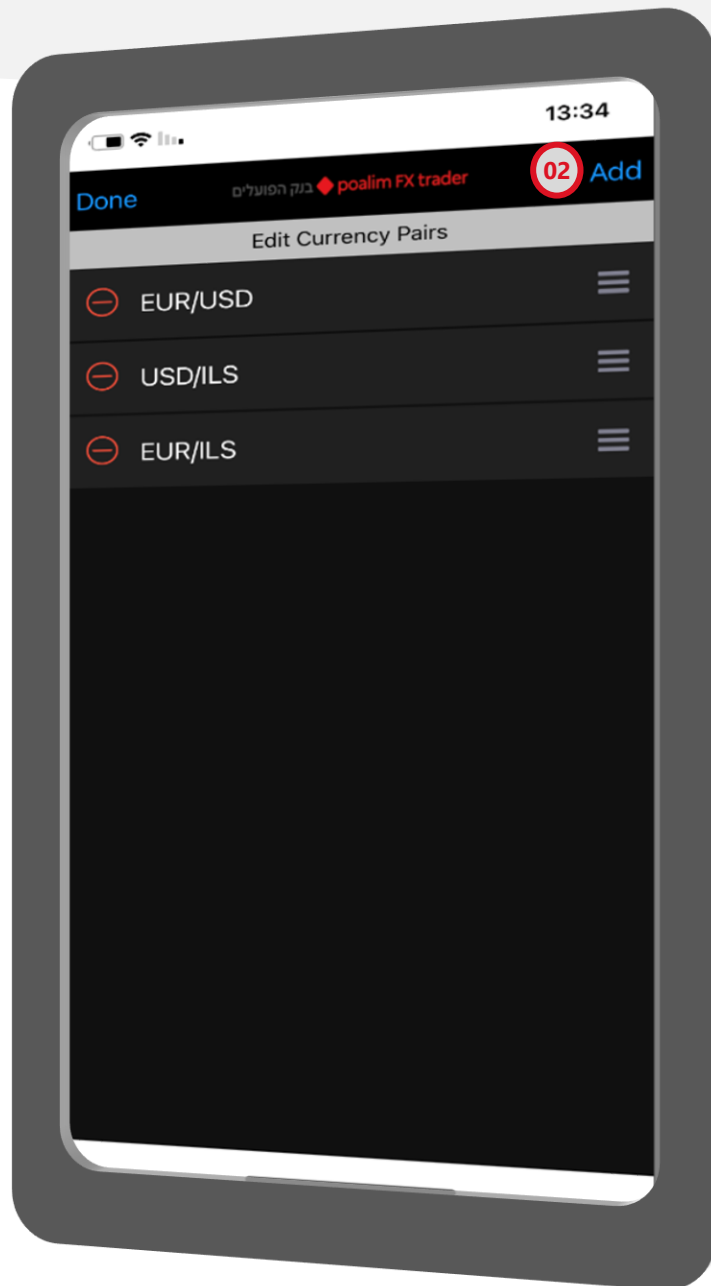 13:34
Done בנק הפועלים poalim FX trader 02 Add
Edit Currency Pairs
EUR/USD
USD/ILS
EUR/ILS